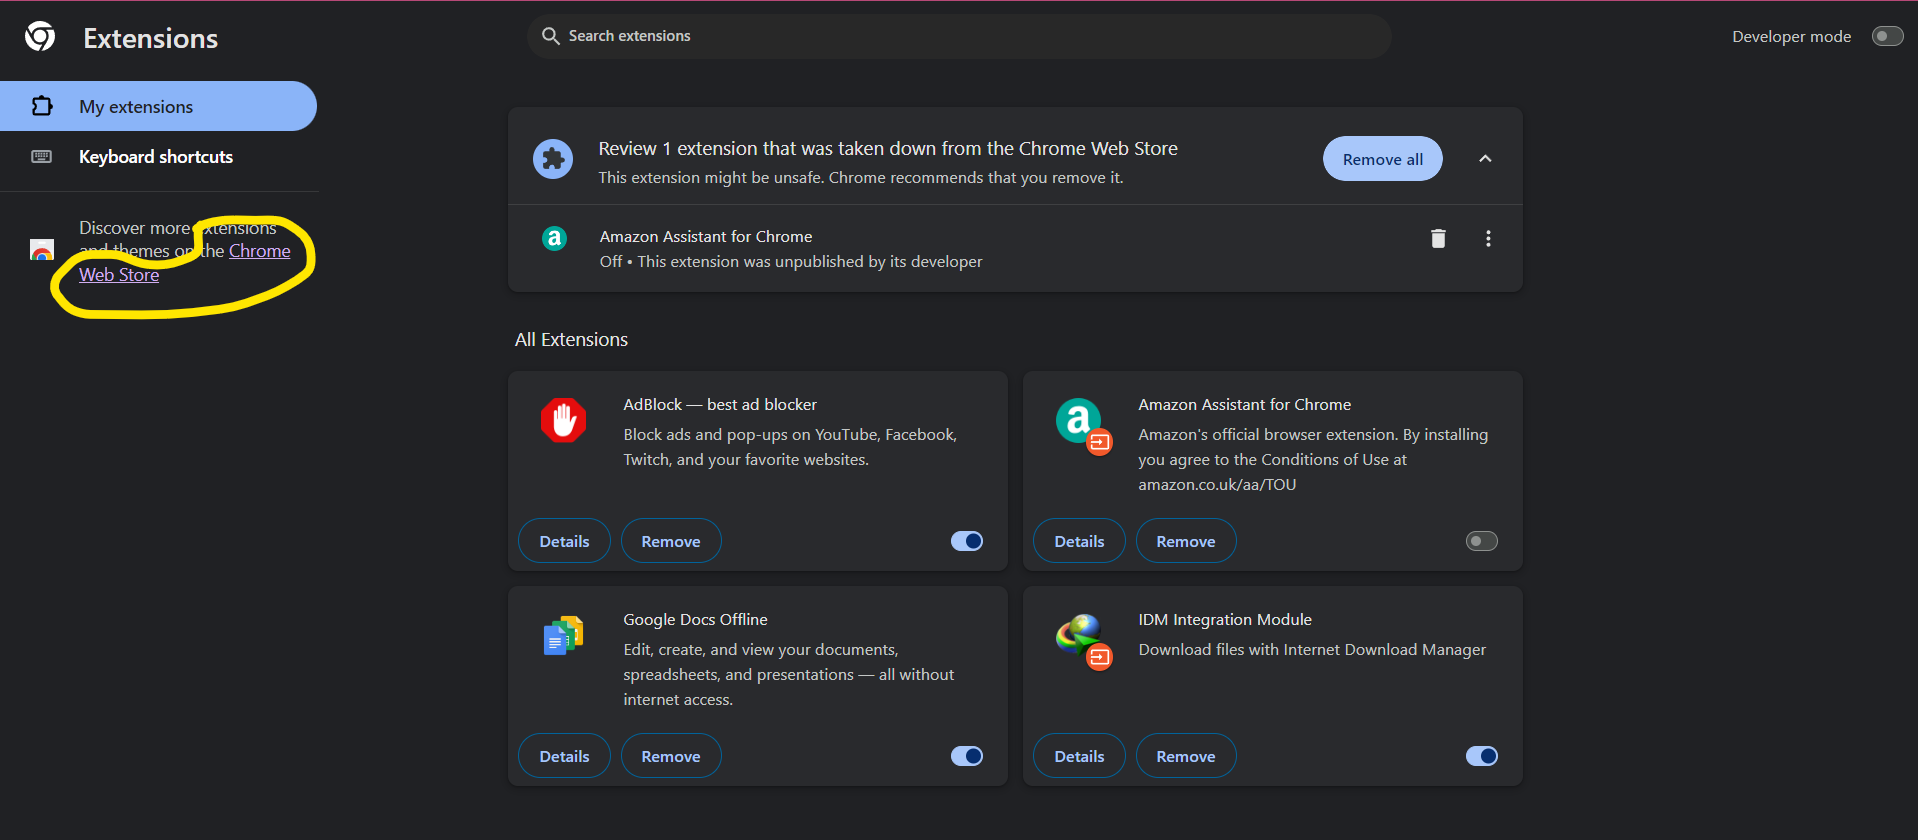 Extensions
Search extensions
Developer mode
My extensions
Keyboard shortcuts
Discover more extensions
and themes on the Chrome
Web Store
Review 1 extension that was taken down from the Chrome Web Store
This extension might be unsafe. Chrome recommends that you remove it.
Remove all
Amazon Assistant for Chrome
Off • This extension was unpublished by its developer
All Extensions
AdBlock — best ad blocker
Block ads and pop-ups on YouTube, Facebook,
Twitch, and your favorite websites.
Details
Remove
a
Amazon Assistant for Chrome
Amazon's official browser extension. By installing
you agree to the Conditions of Use at
amazon.co.uk/aa/TOU
Details
Remove
Google Docs Offline
Edit, create, and view your documents,
spreadsheets, and presentations — all without
internet access.
Details
Remove
IDM Integration Module
Download files with Internet Download Manager
Details
Remove